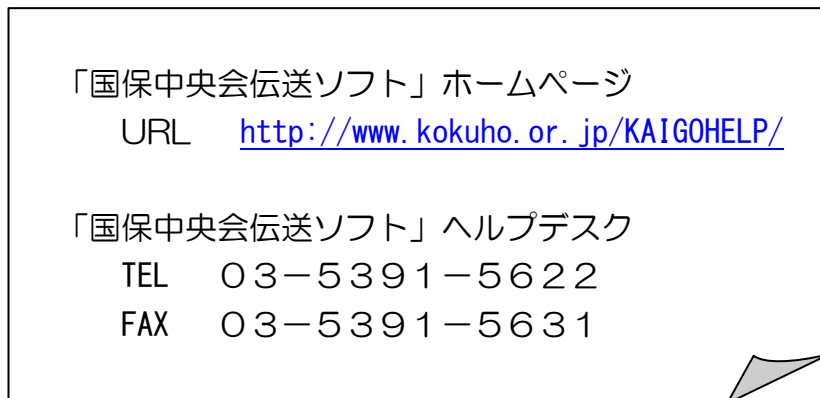 「国保中央会伝送ソフト」ホームページ
URL http://www.kokuho.or.jp/KAIGOHELP/
「国保中央会伝送ソフト」ヘルプデスク
TEL ０３－５３９１－５６２２
FAX ０３－５３９１－５６３１